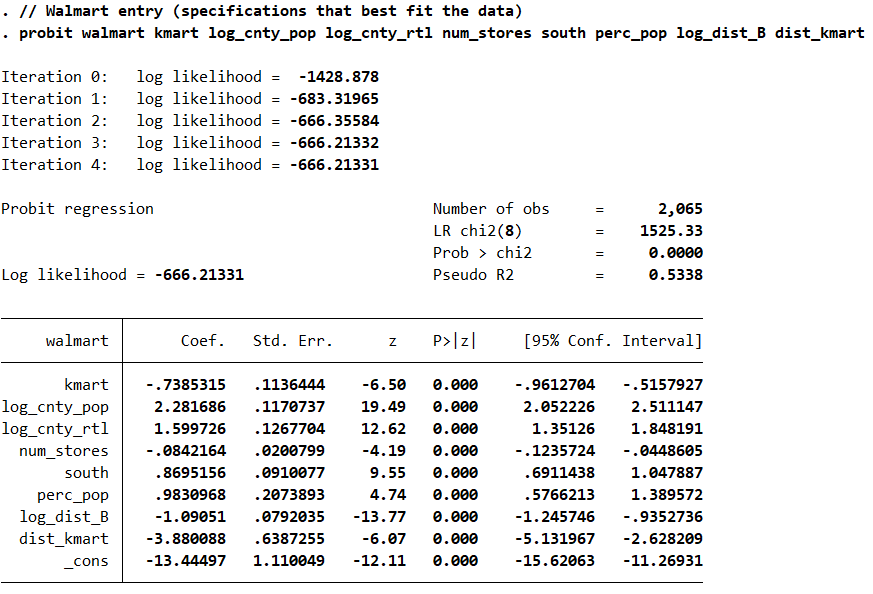 . // Walmart entry (specifications that best fit the data)
. probit walmart kmart log_cnty_pop log_cnty_rtl num_stores south perc_pop log_dist_B dist_kmart
Iteration 0:   log likelihood =  -1428.878
Iteration 1:   log likelihood = -683.31965
Iteration 2:   log likelihood = -666.35584
Iteration 3:   log likelihood = -666.21332
Iteration 4:   log likelihood = -666.21331
Probit regression                               Number of obs     =      2,065
                                                LR chi2(8)        =    1525.33
                                                Prob > chi2       =     0.0000
Log likelihood = -666.21331                     Pseudo R2         =     0.5338
     walmart |      Coef.   Std. Err.      z    P>|z|     [95% Conf. Interval]
       kmart |  -.7385315   .1136444    -6.50   0.000    -.9612704   -.5157927
log_cnty_pop |   2.281686   .1170737    19.49   0.000     2.052226    2.511147
log_cnty_rtl |   1.599726   .1267704    12.62   0.000      1.35126    1.848191
  num_stores |  -.0842164   .0200799    -4.19   0.000    -.1235724   -.0448605
       south |   .8695156   .0910077     9.55   0.000     .6911438    1.047887
    perc_pop |   .9830968   .2073893     4.74   0.000     .5766213    1.389572
  log_dist_B |   -1.09051   .0792035   -13.77   0.000    -1.245746   -.9352736
  dist_kmart |  -3.880088   .6387255    -6.07   0.000    -5.131967   -2.628209
       _cons |  -13.44497   1.110049   -12.11   0.000    -15.62063   -11.26931